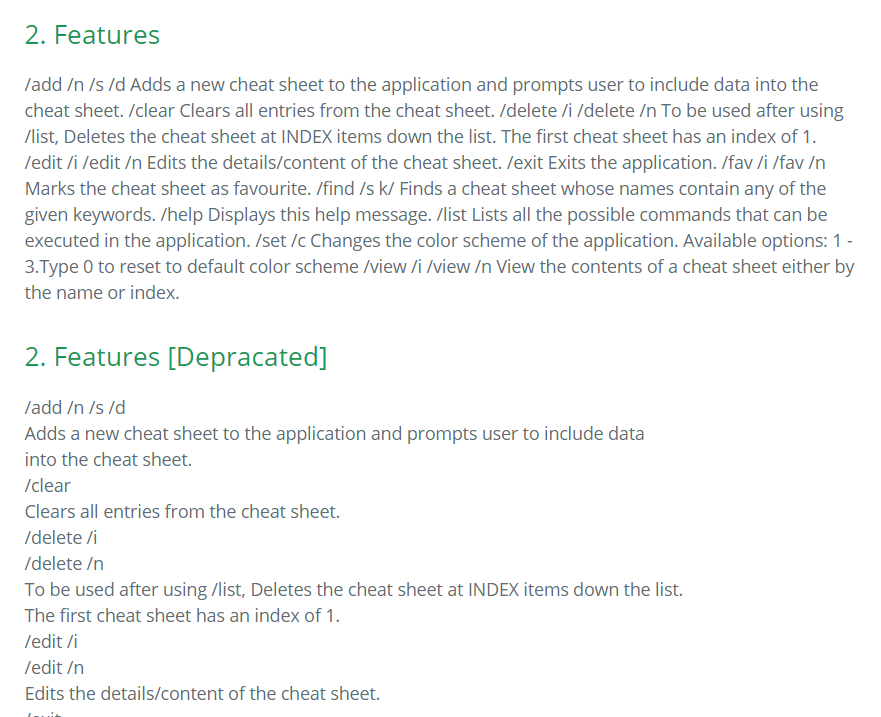 2. Features
/add /n /s /d Adds a new cheat sheet to the application and prompts user to include data into the
cheat sheet. /clear Clears all entries from the cheat sheet. /delete /i /delete /n To be used after using
/list, Deletes the cheat sheet at INDEX items down the list. The first cheat sheet has an index of 1.
/edit /i /edit /n Edits the details/content of the cheat sheet. /exit Exits the application. /fav /i /fav /n
Marks the cheat sheet as favourite. /find /s k/ Finds a cheat sheet whose names contain any of the
given keywords. /help Displays this help message. /list Lists all the possible commands that can be
executed in the application. /set /c Changes the color scheme of the application. Available options: 1 -
3.Type 0 to reset to default color scheme /view /i /view /n View the contents of a cheat sheet either by
the name or index.
2. Features [Depracated]
/add /n /s /d
Adds a new cheat sheet to the application and prompts user to include data
into the cheat sheet.
/clear
Clears all entries from the cheat sheet.
/delete /i
/delete /n
To be used after using /list, Deletes the cheat sheet at INDEX items down the list.
The first cheat sheet has an index of 1.
/edit /i
/edit /n
Edits the details/content of the cheat sheet.
/exit